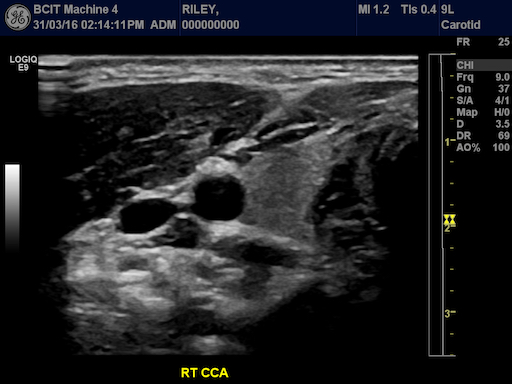 BCIT Machine 4
31/03/16 02:14:11PM ADM
RILEY,
000000000
MI 1.2 TIs 0.4 9L
Carotid
GE
LOGIQ
E9
FR 25
CHI
Frq 9.0
Gn 37
S/A 4/1
Map H/0
D 3.5
DR 69
AO% 100
1
2
3
RT CCA